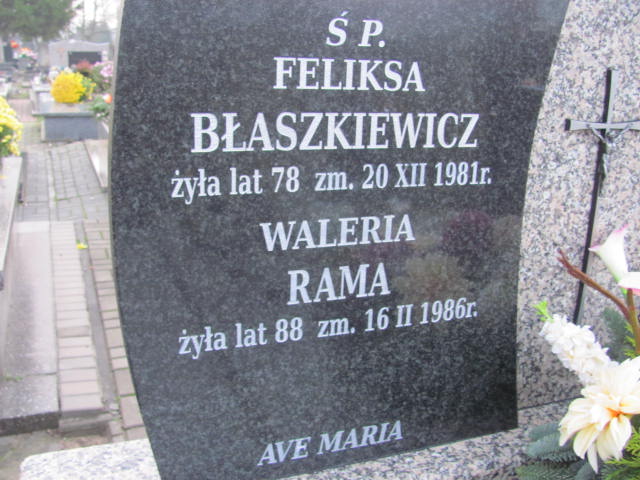 Ś P.
FELIKSA
BŁASZKIEWICZ
żyła lat 78 zm. 20 XII 1981r.
WALERIA
RAMA
żyła lat 88 zm. 16 II 1986r.
AVE MARIA